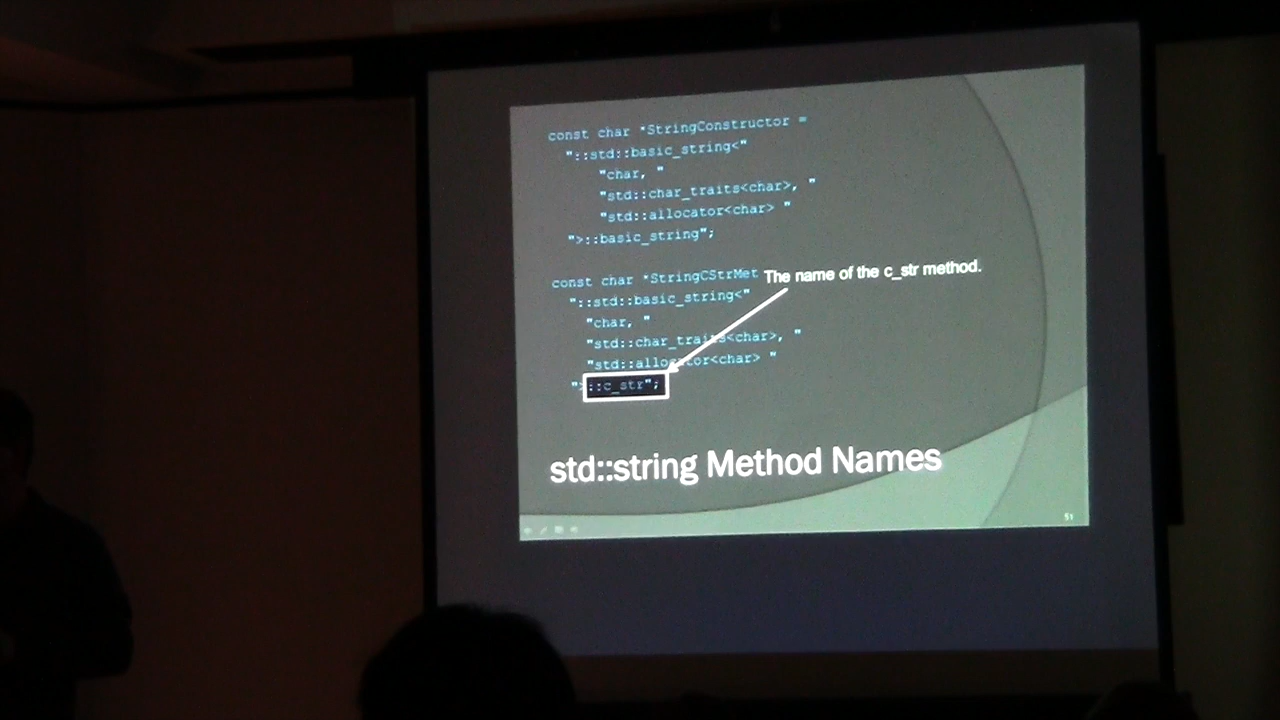 const char *StringConstructor =
"::std::basic_string<"
"char, "
"std::char_traits<char>, "
"std::allocator<char> "
">::basic_string";
const char *StringCStrMet
The name of the c_str method.
"::std::basic_string<"
"char, "
"std::char_traits<char>, "
"std::allocator<char> "
">::c_str";
std::string Method Names
51